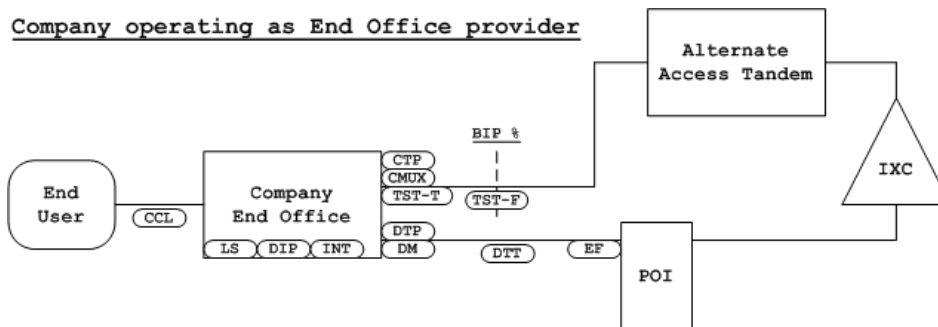 Company operating as End Office provider
Alternate
Access Tandem
BIP %
CTP
CMUX
TST-T
TST-F
IXC
End
User
CCL
Company
End Office
LS
DIP
INT
DTP
DM
DTT
EF
POI